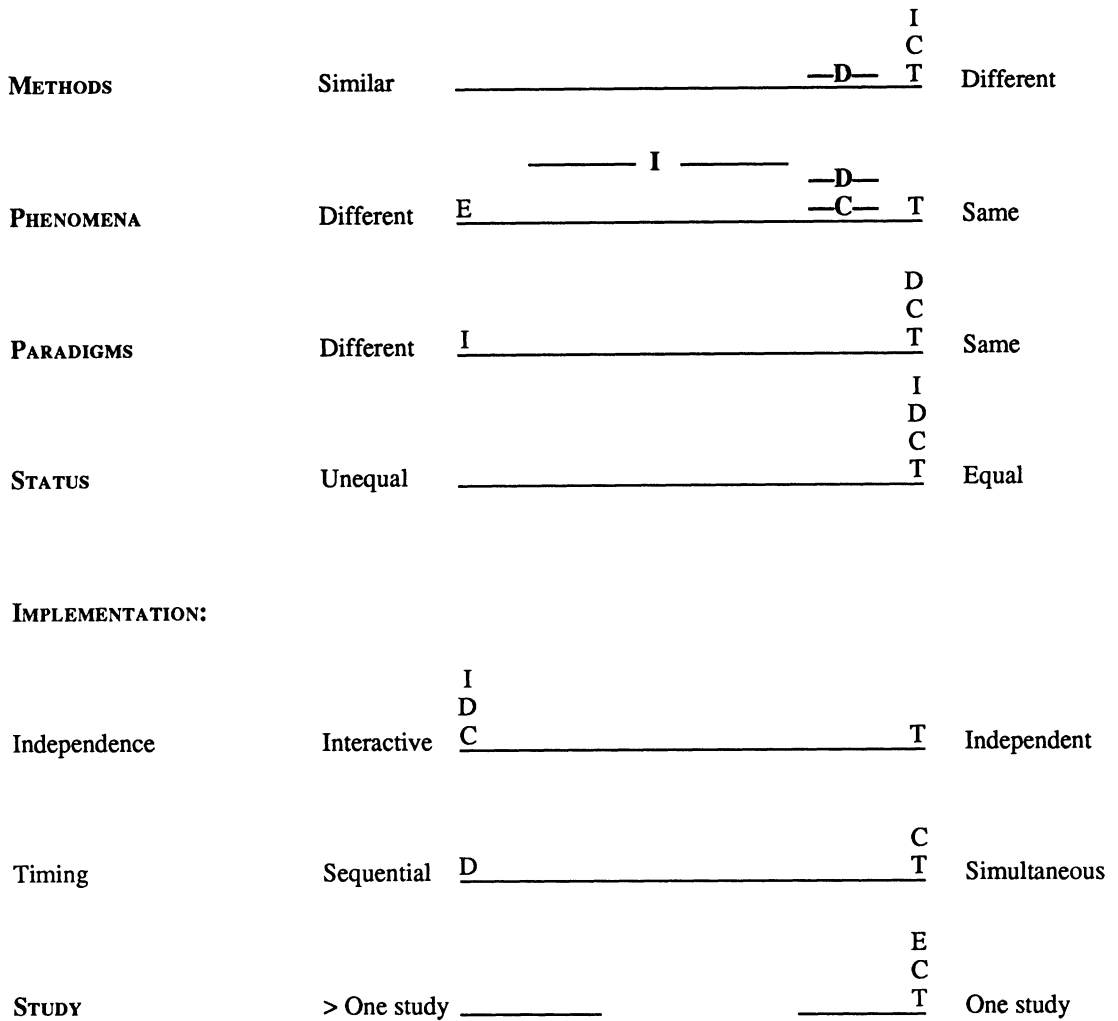 I
C
METHODS Similar —D— T Different
— I —
—D—
PHENOMENA Different E —C— T Same
D
C
PARADIGMS Different I T Same
I
D
C
STATUS Unequal T Equal
IMPLEMENTATION:
I
D
Independence Interactive C T Independent
C
Timing Sequential D T Simultaneous
E
C
STUDY > One study T One study